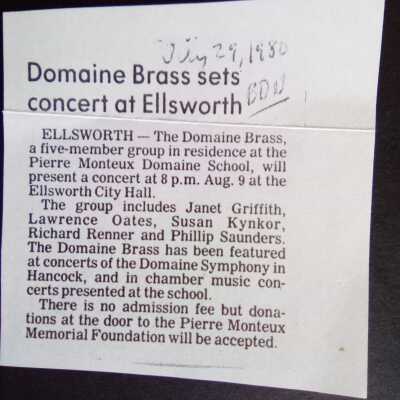 July 29, 1980
Domaine Brass sets
concert at Ellsworth
BDN
ELLSWORTH — The Domaine Brass,
a five-member group in residence at the
Pierre Monteux Domaine School, will
present a concert at 8 p.m. Aug. 9 at the
Ellsworth City Hall.
The group includes Janet Griffith,
Lawrence Oates, Susan Kynkor,
Richard Renner and Phillip Saunders.
The Domaine Brass has been featured
at concerts of the Domaine Symphony in
Hancock, and in chamber music con-
certs presented at the school.
There is no admission fee but dona-
tions at the door to the Pierre Monteux
Memorial Foundation will be accepted.